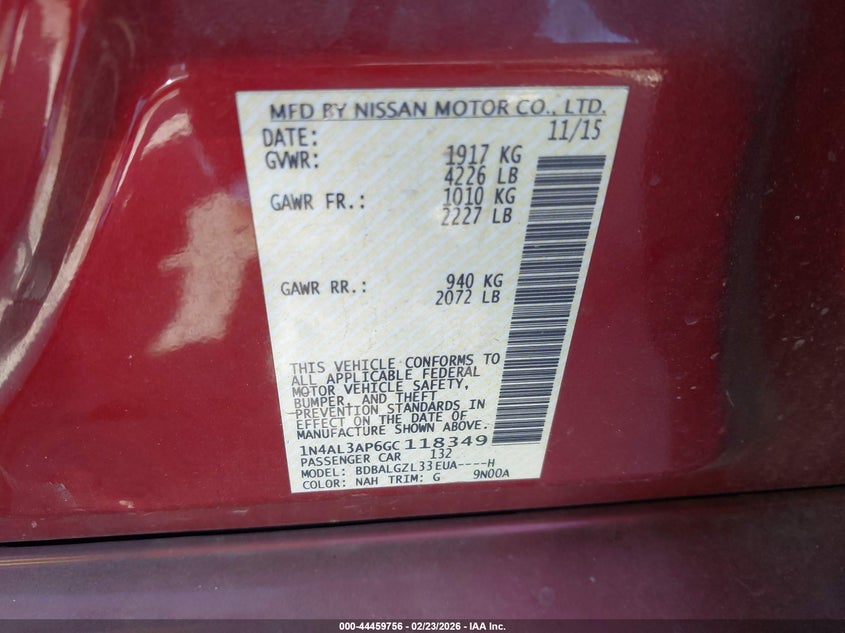 MFD BY NISSAN MOTOR CO., LTD.
DATE: 11/15
GVWR: 1917 KG
4226 LB
GAWR FR.: 1010 KG
2227 LB
GAWR RR.: 940 KG
2072 LB
THIS VEHICLE CONFORMS TO
ALL APPLICABLE FEDERAL
MOTOR VEHICLE SAFETY,
BUMPER, AND THEFT
PREVENTION STANDARDS IN
EFFECT ON THE DATE OF
MANUFACTURE SHOWN ABOVE.
1N4AL3AP6GC 118349
PASSENGER CAR 132
MODEL: BDBALGZL33EUA----H
COLOR: NAH TRIM: G 9N00A
000-44459756 - 02/23/2026 - IAA Inc.